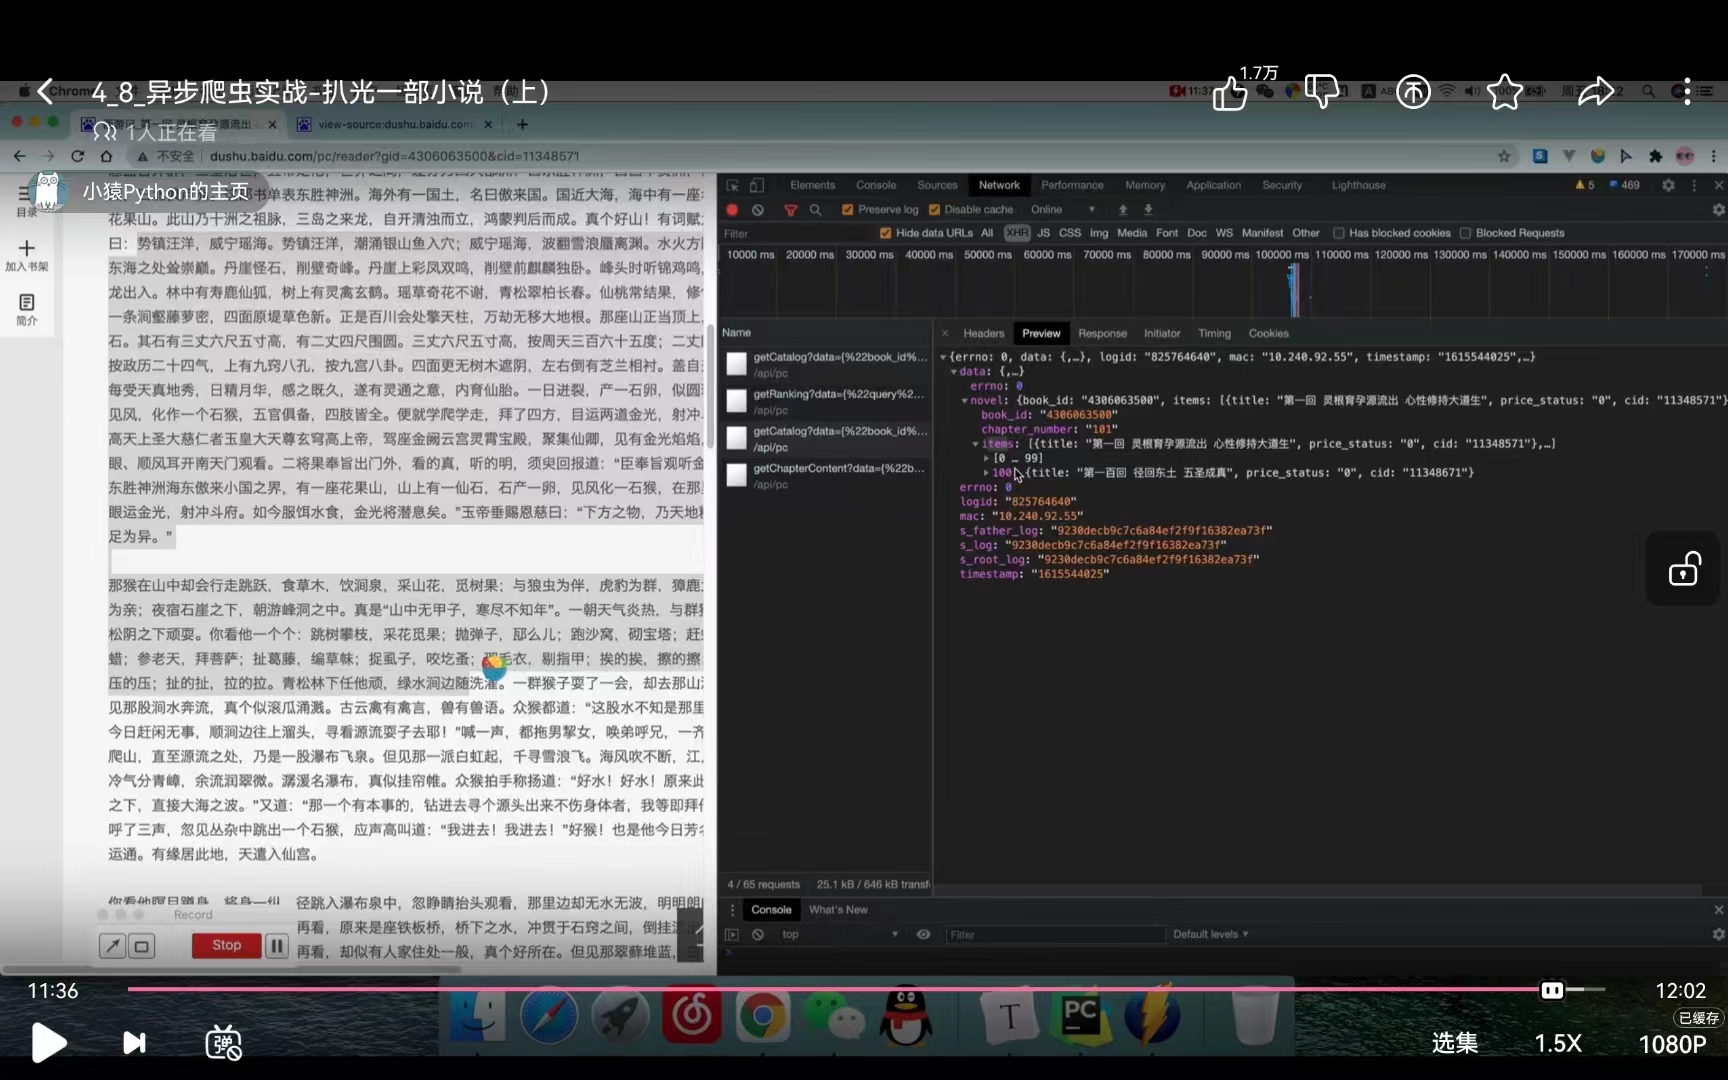 4_8_异步爬虫实战-扒光一部小说（上）
1.7万
Chrome
11:37
view-source:dushu.baidu.com
1人正在看
不安全
dushu.baidu.com/pc/reader?gid=4306063500&cid=11348571
小猿Python的主页
目录
加入书架
简介
书单表东胜神洲。海外有一国土，名曰傲来国。国近大海，海中有一座
花果山。此山乃十洲之祖脉，三岛之来龙，自开清浊而立，鸿蒙判后而成。真个好山！有词赋
曰：势镇汪洋，威宁瑶海。势镇汪洋，潮涌银山鱼入穴；威宁瑶海，波翻雪浪蜃离渊。水火方
东海之处耸崇巅。丹崖怪石，削壁奇峰。丹崖上彩凤双鸣，削壁前麒麟独卧。峰头时听锦鸡鸣，
龙出入。林中有寿鹿仙狐，树上有灵禽玄鹤。瑶草奇花不谢，青松翠柏长春。仙桃常结果，修
一条涧壑藤萝密，四面原堤草色新。正是百川会处擎天柱，万劫无移大地根。那座山正当顶上，
石。其石有三丈六尺五寸高，有二丈四尺围圆。三丈六尺五寸高，按周天三百六十五度；二丈
按政历二十四气，上有九窍八孔，按九宫八卦。四面更无树木遮阴，左右倒有芝兰相衬。盖自
每受天真地秀，日精月华，感之既久，遂有灵通之意，内育仙胎。一日迸裂，产一石卵，似圆
见风，化作一个石猴，五官俱备，四肢皆全。便就学爬学走，拜了四方，目运两道金光，射冲
高天上圣大慈仁者玉皇大天尊玄穹高上帝，驾座金阙云宫灵霄宝殿，聚集仙卿，见有金光焰焰，
眼、顺风耳开南天门观看。二将果奉旨出门外，看的真，听的明，须臾回报道：“臣奉旨观听金
东胜神洲海东傲来小国之界，有一座花果山，山上有一仙石，石产一卵，见风化一石猴，在那
眼运金光，射冲斗府。如今服饵水食，金光将潜息矣。”玉帝垂赐恩慈曰：“下方之物，乃天地
足为异。”
那猴在山中却会行走跳跃，食草木，饮涧泉，采山花，觅树果；与狼虫为伴，虎豹为群，獐鹿
为亲；夜宿石崖之下，朝游峰洞之中。真是“山中无甲子，寒尽不知年”。一朝天气炎热，与群
松阴之下顽耍。你看他一个个：跳树攀枝，采花觅果；抛弹子，邷么儿；跑沙窝，砌宝塔；赶
蜡；参老天，拜菩萨；扯葛藤，编草帓；捉虱子，咬圪蚤；理毛衣，剔指甲；挨的挨，擦的擦
压的压；扯的扯，拉的拉。青松林下任他顽，绿水涧边随洗濯。一群猴子耍了一会，却去那山
见那股涧水奔流，真个似滚瓜涌溅。古云禽有禽言，兽有兽语。众猴都道：“这股水不知是那里
今日赶闲无事，顺涧边往上溜头，寻看源流耍子去耶！”喊一声，都拖男挈女，唤弟呼兄，一齐
爬山，直至源流之处，乃是一股瀑布飞泉。但见那一派白虹起，千寻雪浪飞。海风吹不断，江
冷气分青嶂，余流润翠微。潺湲名瀑布，真似挂帘帷。众猴拍手称扬道：“好水！好水！原来此
之下，直接大海之波。”又道：“那一个有本事的，钻进去寻个源头出来不伤身体者，我等即拜
呼了三声，忽见丛杂中跳出一个石猴，应声高叫道：“我进去！我进去！”好猴！也是他今日芳名
运通。有缘居此地，天遣入仙宫。
你看他瞑目蹲身，将身一纵，径跳入瀑布泉中，忽睁睛抬头观看，那里边却无水无波，明明朗
再看，原来是座铁板桥，桥下之水，冲贯于石窍之间，倒挂
再看，却似有人家住处一般，真个好所在。但见那翠藓堆蓝，
Record
Stop
Elements Console Sources Network Performance Memory Application Security Lighthouse
5 469
Preserve log Disable cache Online
Filter Hide data URLs All XHR JS CSS Img Media Font Doc WS Manifest Other Has blocked cookies Blocked Requests
10000 ms 20000 ms 30000 ms 40000 ms 50000 ms 60000 ms 70000 ms 80000 ms 90000 ms 100000 ms 110000 ms 120000 ms 130000 ms 140000 ms 150000 ms 160000 ms 170000 ms
Name
getCatalog?data={%22book_id%...
/api/pc
getRanking?data={%22query%2...
/api/pc
getCatalog?data={%22book_id%...
/api/pc
getChapterContent?data={%22b...
/api/pc
Headers Preview Response Initiator Timing Cookies
{errno: 0, data: {,…}, logid: "825764640", mac: "10.240.92.55", timestamp: "1615544025",…}
data: {,…}
errno: 0
novel: {book_id: "4306063500", items: [{title: "第一回 灵根育孕源流出 心性修持大道生", price_status: "0", cid: "11348571"}
book_id: "4306063500"
chapter_number: "101"
items: [{title: "第一回 灵根育孕源流出 心性修持大道生", price_status: "0", cid: "11348571"},…]
[0 … 99]
100: {title: "第一百回 径回东土 五圣成真", price_status: "0", cid: "11348671"}
errno: 0
logid: "825764640"
mac: "10.240.92.55"
s_father_log: "9230decb9c7c6a84ef2f9f16382ea73f"
s_log: "9230decb9c7c6a84ef2f9f16382ea73f"
s_root_log: "9230decb9c7c6a84ef2f9f16382ea73f"
timestamp: "1615544025"
4 / 65 requests 25.1 kB / 646 kB transf
Console What's New
top Filter Default levels
11:36
12:02
已缓存
弹
选集
1.5X
1080P
T
PC